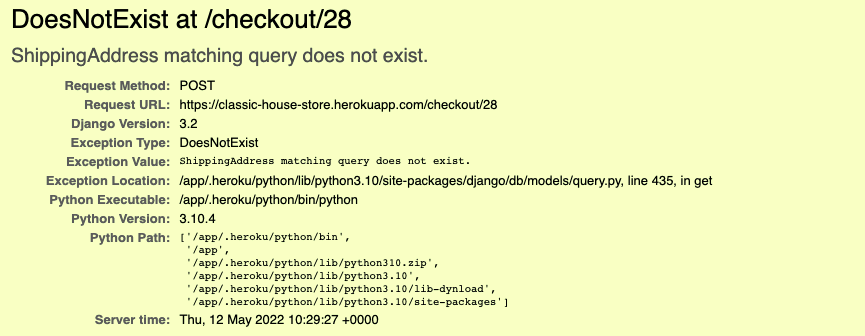 DoesNotExist at /checkout/28
ShippingAddress matching query does not exist.
Request Method: POST
Request URL: https://classic-house-store.herokuapp.com/checkout/28
Django Version: 3.2
Exception Type: DoesNotExist
Exception Value: ShippingAddress matching query does not exist.
Exception Location: /app/.heroku/python/lib/python3.10/site-packages/django/db/models/query.py, line 435, in get
Python Executable: /app/.heroku/python/bin/python
Python Version: 3.10.4
Python Path: ['/app/.heroku/python/bin',
'/app',
'/app/.heroku/python/lib/python310.zip',
'/app/.heroku/python/lib/python3.10',
'/app/.heroku/python/lib/python3.10/lib-dynload',
'/app/.heroku/python/lib/python3.10/site-packages']
Server time: Thu, 12 May 2022 10:29:27 +0000